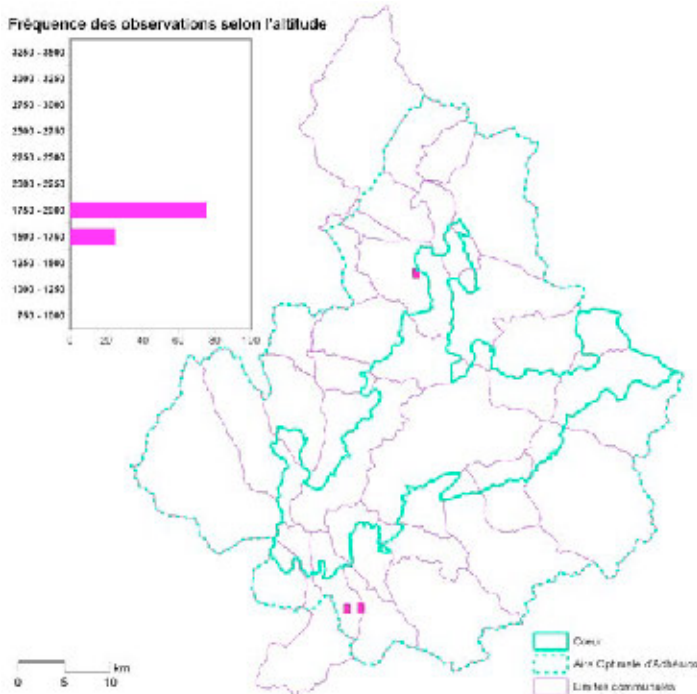 Fréquence des observations selon l'altitude
3250 - 3500
3000 - 3250
2750 - 3000
2500 - 2750
2250 - 2500
2000 - 2250
1750 - 2000
1500 - 1750
1250 - 1500
1000 - 1250
750 - 1000
0 20 40 60 80 100
Coeur
Aire Optimale d'Adhésion
Limites communales
km
0 5 10